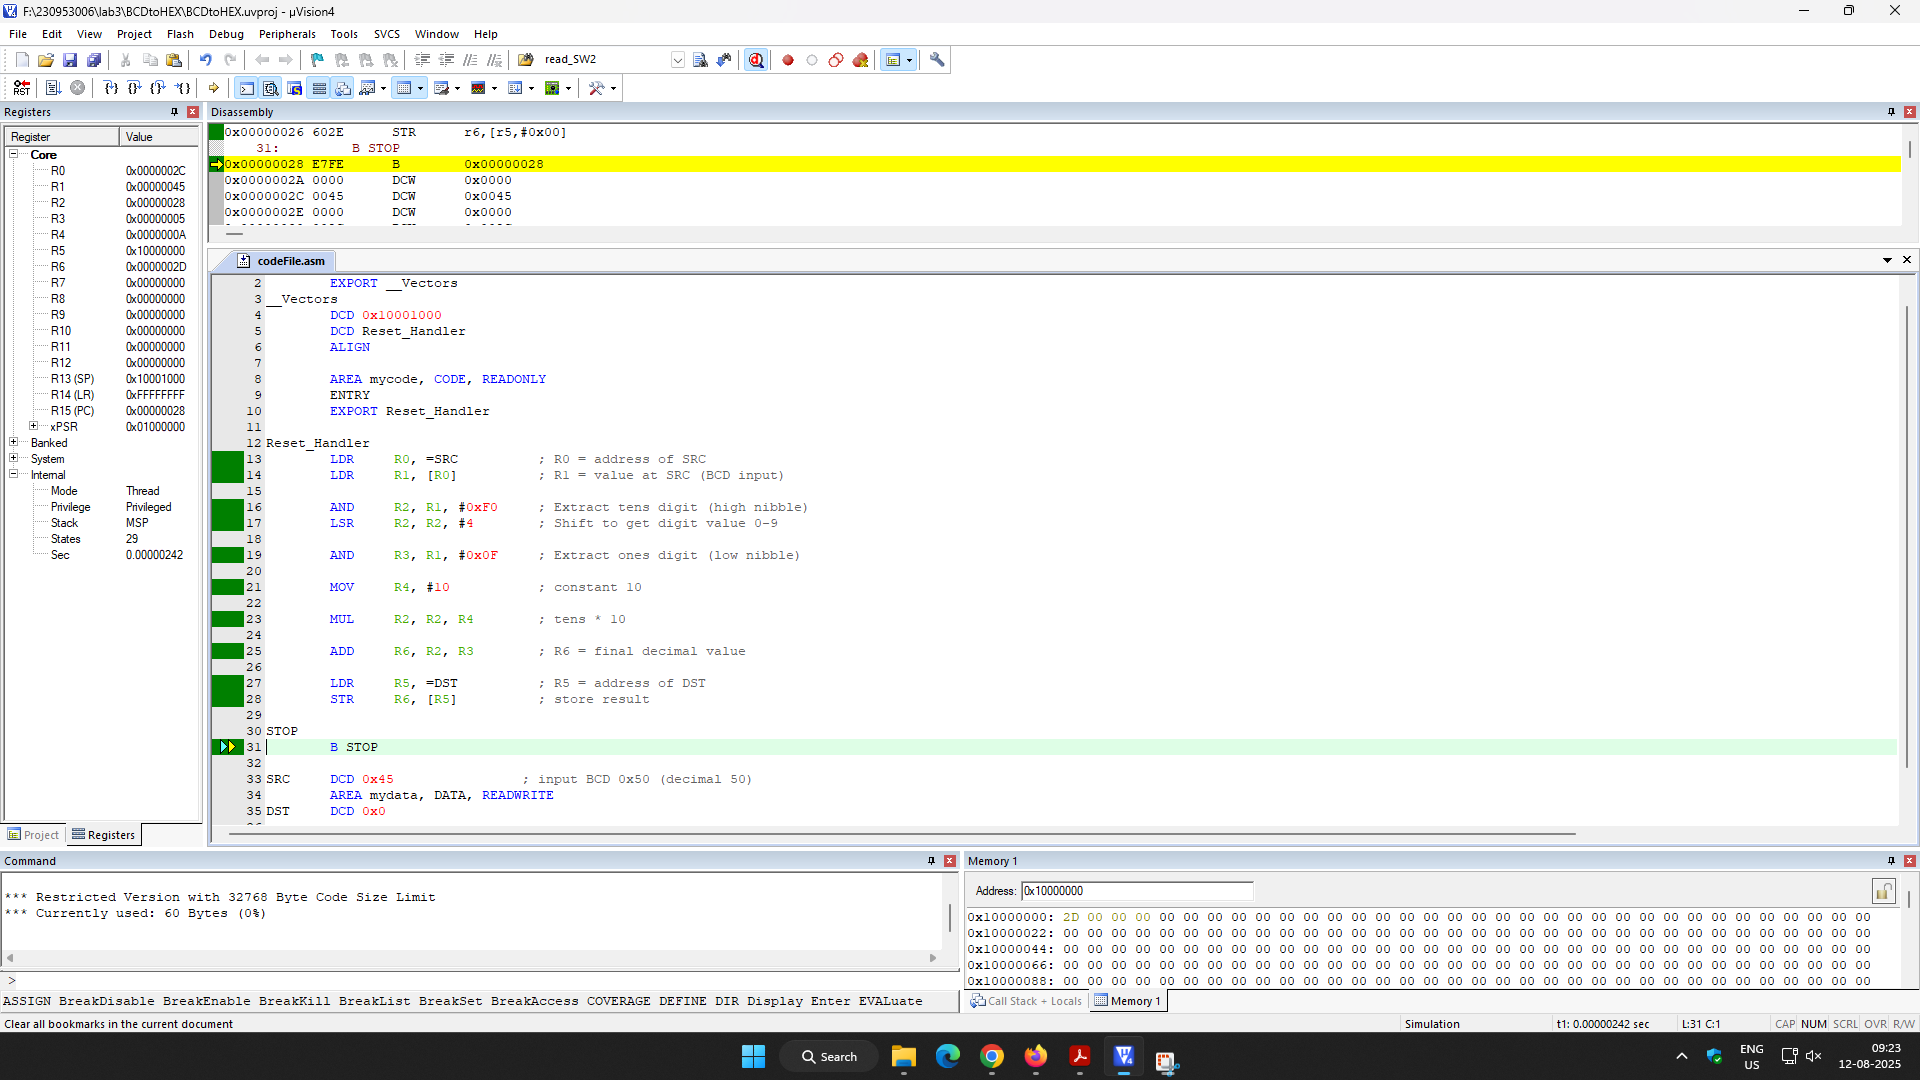 F:\230953006\lab3\BCDtoHEX\BCDtoHEX.uvproj - µVision4
File Edit View Project Flash Debug Peripherals Tools SVCS Window Help
read_SW2
RST
Registers
Register Value
Core
R0 0x0000002C
R1 0x00000045
R2 0x00000028
R3 0x00000005
R4 0x0000000A
R5 0x10000000
R6 0x0000002D
R7 0x00000000
R8 0x00000000
R9 0x00000000
R10 0x00000000
R11 0x00000000
R12 0x00000000
R13 (SP) 0x10001000
R14 (LR) 0xFFFFFFFF
R15 (PC) 0x00000028
xPSR 0x01000000
Banked
System
Internal
Mode Thread
Privilege Privileged
Stack MSP
States 29
Sec 0.00000242
Project Registers
Disassembly
0x00000026 602E STR r6,[r5,#0x00]
31: B STOP
0x00000028 E7FE B 0x00000028
0x0000002A 0000 DCW 0x0000
0x0000002C 0045 DCW 0x0045
0x0000002E 0000 DCW 0x0000
codeFile.asm
2 EXPORT __Vectors
3 __Vectors
4 DCD 0x10001000
5 DCD Reset_Handler
6 ALIGN
7
8 AREA mycode, CODE, READONLY
9 ENTRY
10 EXPORT Reset_Handler
11
12 Reset_Handler
13 LDR R0, =SRC ; R0 = address of SRC
14 LDR R1, [R0] ; R1 = value at SRC (BCD input)
15
16 AND R2, R1, #0xF0 ; Extract tens digit (high nibble)
17 LSR R2, R2, #4 ; Shift to get digit value 0-9
18
19 AND R3, R1, #0x0F ; Extract ones digit (low nibble)
20
21 MOV R4, #10 ; constant 10
22
23 MUL R2, R2, R4 ; tens * 10
24
25 ADD R6, R2, R3 ; R6 = final decimal value
26
27 LDR R5, =DST ; R5 = address of DST
28 STR R6, [R5] ; store result
29
30 STOP
31 B STOP
32
33 SRC DCD 0x45 ; input BCD 0x50 (decimal 50)
34 AREA mydata, DATA, READWRITE
35 DST DCD 0x0
Command
*** Restricted Version with 32768 Byte Code Size Limit
*** Currently used: 60 Bytes (0%)
>
ASSIGN BreakDisable BreakEnable BreakKill BreakList BreakSet BreakAccess COVERAGE DEFINE DIR Display Enter EVALuate
Memory 1
Address: 0x10000000
0x10000000: 2D 00 00 00 00 00 00 00 00 00 00 00 00 00 00 00 00 00 00 00 00 00 00 00 00 00 00 00 00 00 00 00 00 00
0x10000022: 00 00 00 00 00 00 00 00 00 00 00 00 00 00 00 00 00 00 00 00 00 00 00 00 00 00 00 00 00 00 00 00 00 00
0x10000044: 00 00 00 00 00 00 00 00 00 00 00 00 00 00 00 00 00 00 00 00 00 00 00 00 00 00 00 00 00 00 00 00 00 00
0x10000066: 00 00 00 00 00 00 00 00 00 00 00 00 00 00 00 00 00 00 00 00 00 00 00 00 00 00 00 00 00 00 00 00 00 00
0x10000088: 00 00 00 00 00 00 00 00 00 00 00 00 00 00 00 00 00 00 00 00 00 00 00 00 00 00 00 00 00 00 00 00 00 00
Call Stack + Locals Memory 1
Clear all bookmarks in the current document Simulation t1: 0.00000242 sec L:31 C:1 CAP NUM SCRL OVR R/W
Search
ENG
US
09:23
12-08-2025